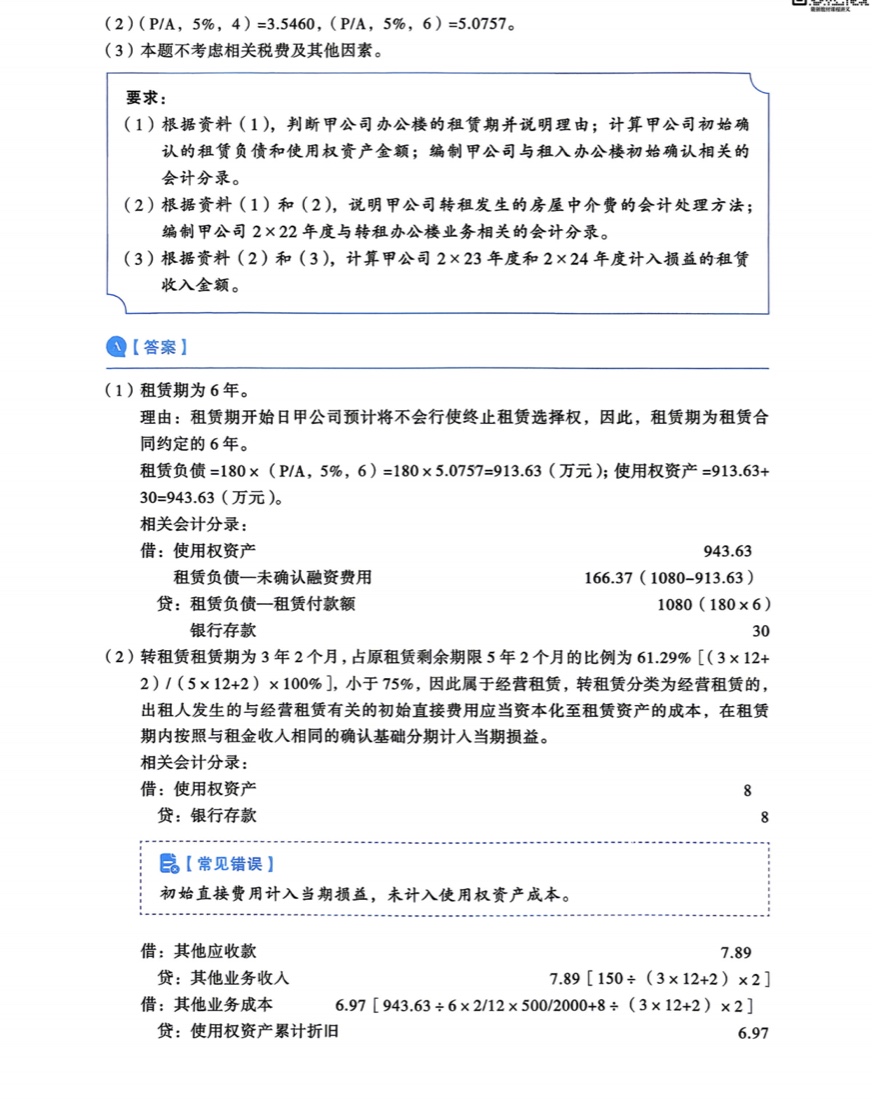 （2）（P/A，5%，4）=3.5460，（P/A，5%，6）=5.0757。
（3）本题不考虑相关税费及其他因素。
要求：
（1）根据资料（1），判断甲公司办公楼的租赁期并说明理由；计算甲公司初始确
认的租赁负债和使用权资产金额；编制甲公司与租入办公楼初始确认相关的
会计分录。
（2）根据资料（1）和（2），说明甲公司转租发生的房屋中介费的会计处理方法；
编制甲公司 2×22 年度与转租办公楼业务相关的会计分录。
（3）根据资料（2）和（3），计算甲公司 2×23 年度和 2×24 年度计入损益的租赁
收入金额。
【答案】
（1）租赁期为 6 年。
理由：租赁期开始日甲公司预计将不会行使终止租赁选择权，因此，租赁期为租赁合
同约定的 6 年。
租赁负债 =180×（P/A，5%，6）=180×5.0757=913.63（万元）；使用权资产 =913.63+
30=943.63（万元）。
相关会计分录：
借：使用权资产 943.63
租赁负债—未确认融资费用 166.37（1080-913.63）
贷：租赁负债—租赁付款额 1080（180×6）
银行存款 30
（2）转租赁租赁期为 3 年 2 个月，占原租赁剩余期限 5 年 2 个月的比例为 61.29%［（3×12+
2）/（5×12+2）×100%］，小于 75%，因此属于经营租赁，转租赁分类为经营租赁的，
出租人发生的与经营租赁有关的初始直接费用应当资本化至租赁资产的成本，在租赁
期内按照与租金收入相同的确认基础分期计入当期损益。
相关会计分录：
借：使用权资产 8
贷：银行存款 8
【常见错误】
初始直接费用计入当期损益，未计入使用权资产成本。
借：其他应收款 7.89
贷：其他业务收入 7.89［150÷（3×12+2）×2］
借：其他业务成本 6.97［943.63÷6×2/12×500/2000+8÷（3×12+2）×2］
贷：使用权资产累计折旧 6.97